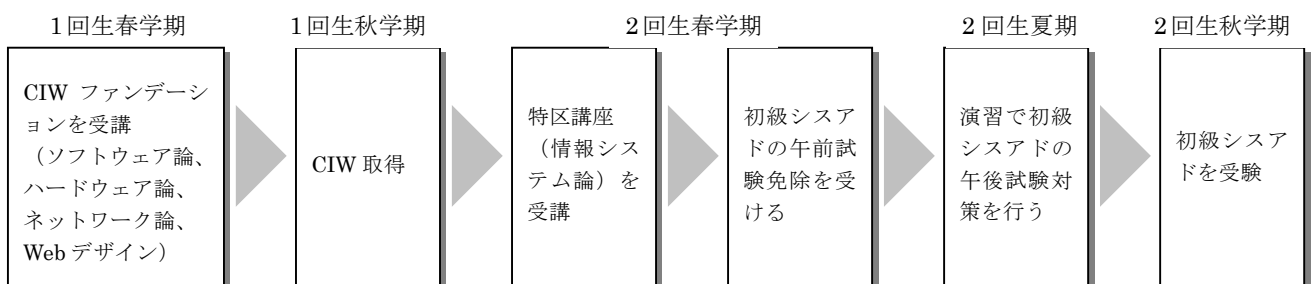 1回生春学期
1回生秋学期
2回生春学期
2回生夏期
2回生秋学期
CIW ファンデーシ
ョンを受講
(ソフトウェア論、
ハードウェア論、
ネットワーク論、
Web デザイン)
CIW 取得
特区講座
(情報シス
テム論)を
受講
初級シスア
ドの午前試
験免除を受
ける
演習で初級
シスアドの
午後試験対
策を行う
初級シスア
ドを受験